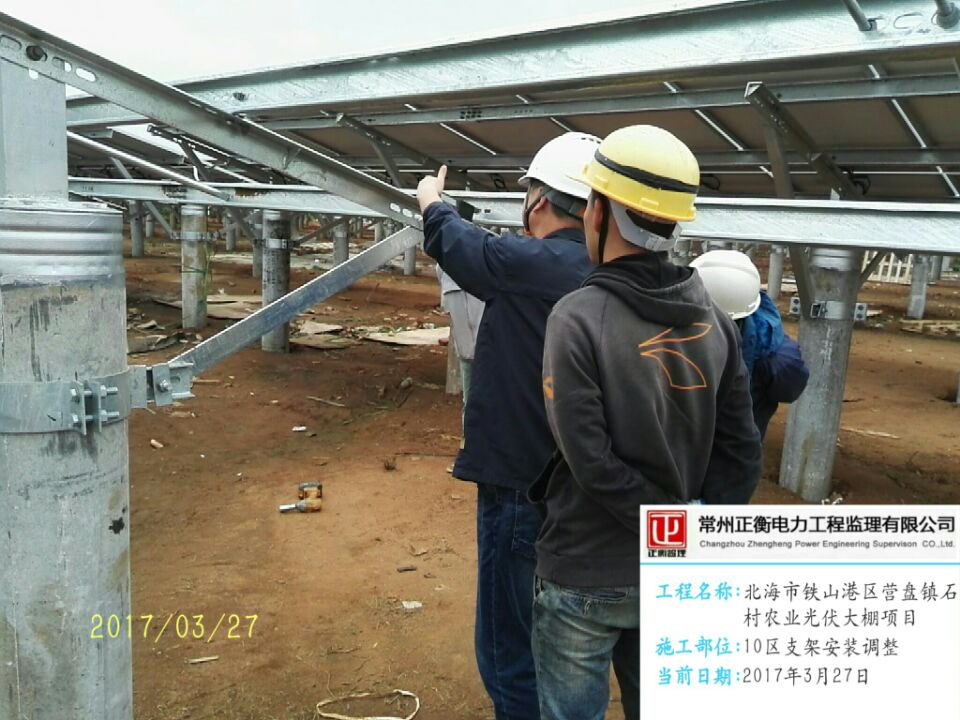 常州正衡电力工程监理有限公司
Changzhou Zhengheng Power Engineering Supervison CO.,Ltd.
正衡监理
工程名称:北海市铁山港区营盘镇石
村农业光伏大棚项目
施工部位:10区支架安装调整
当前日期:2017年3月27日
2017/03/27